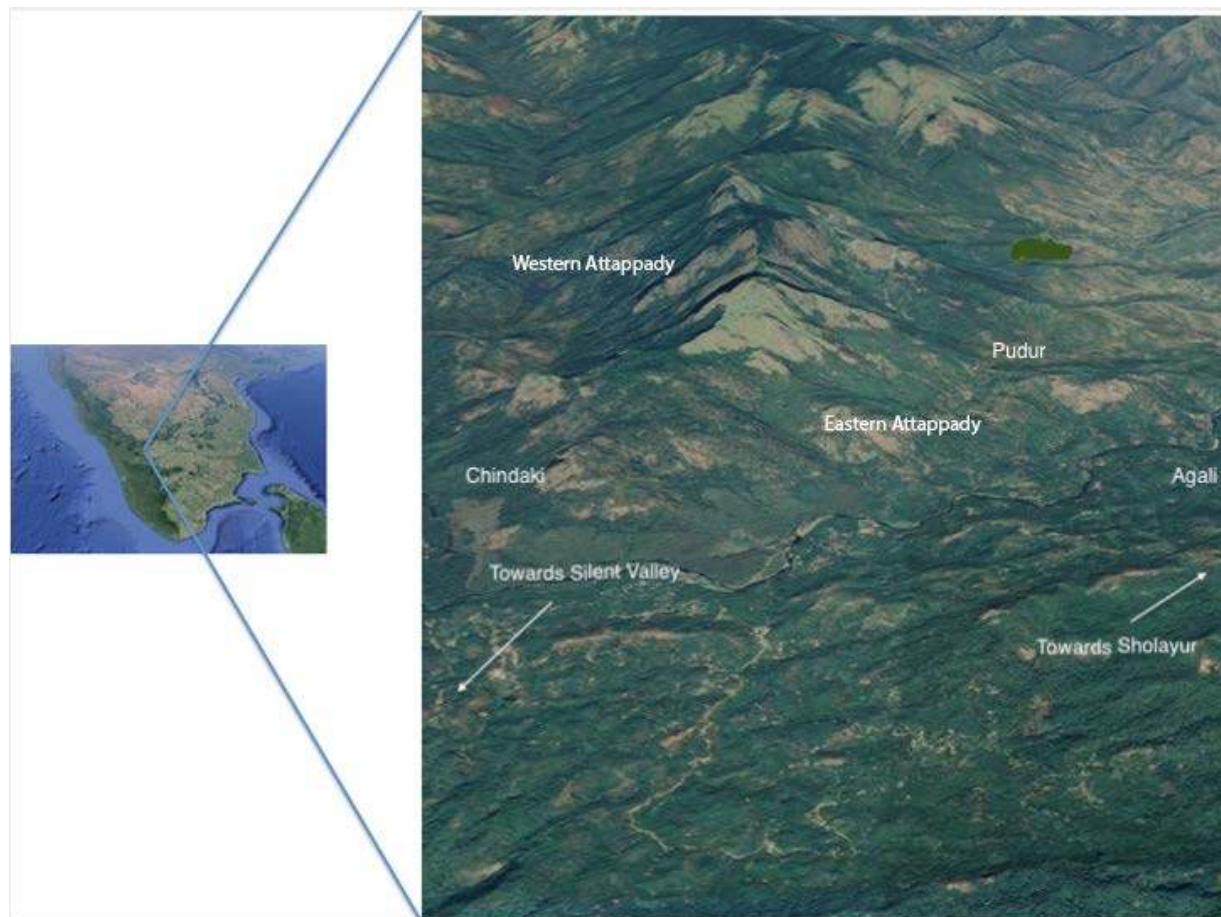 Western Attappady
Pudur
Eastern Attappady
Chindaki
Agali
Towards Silent Valley
Towards Sholayur